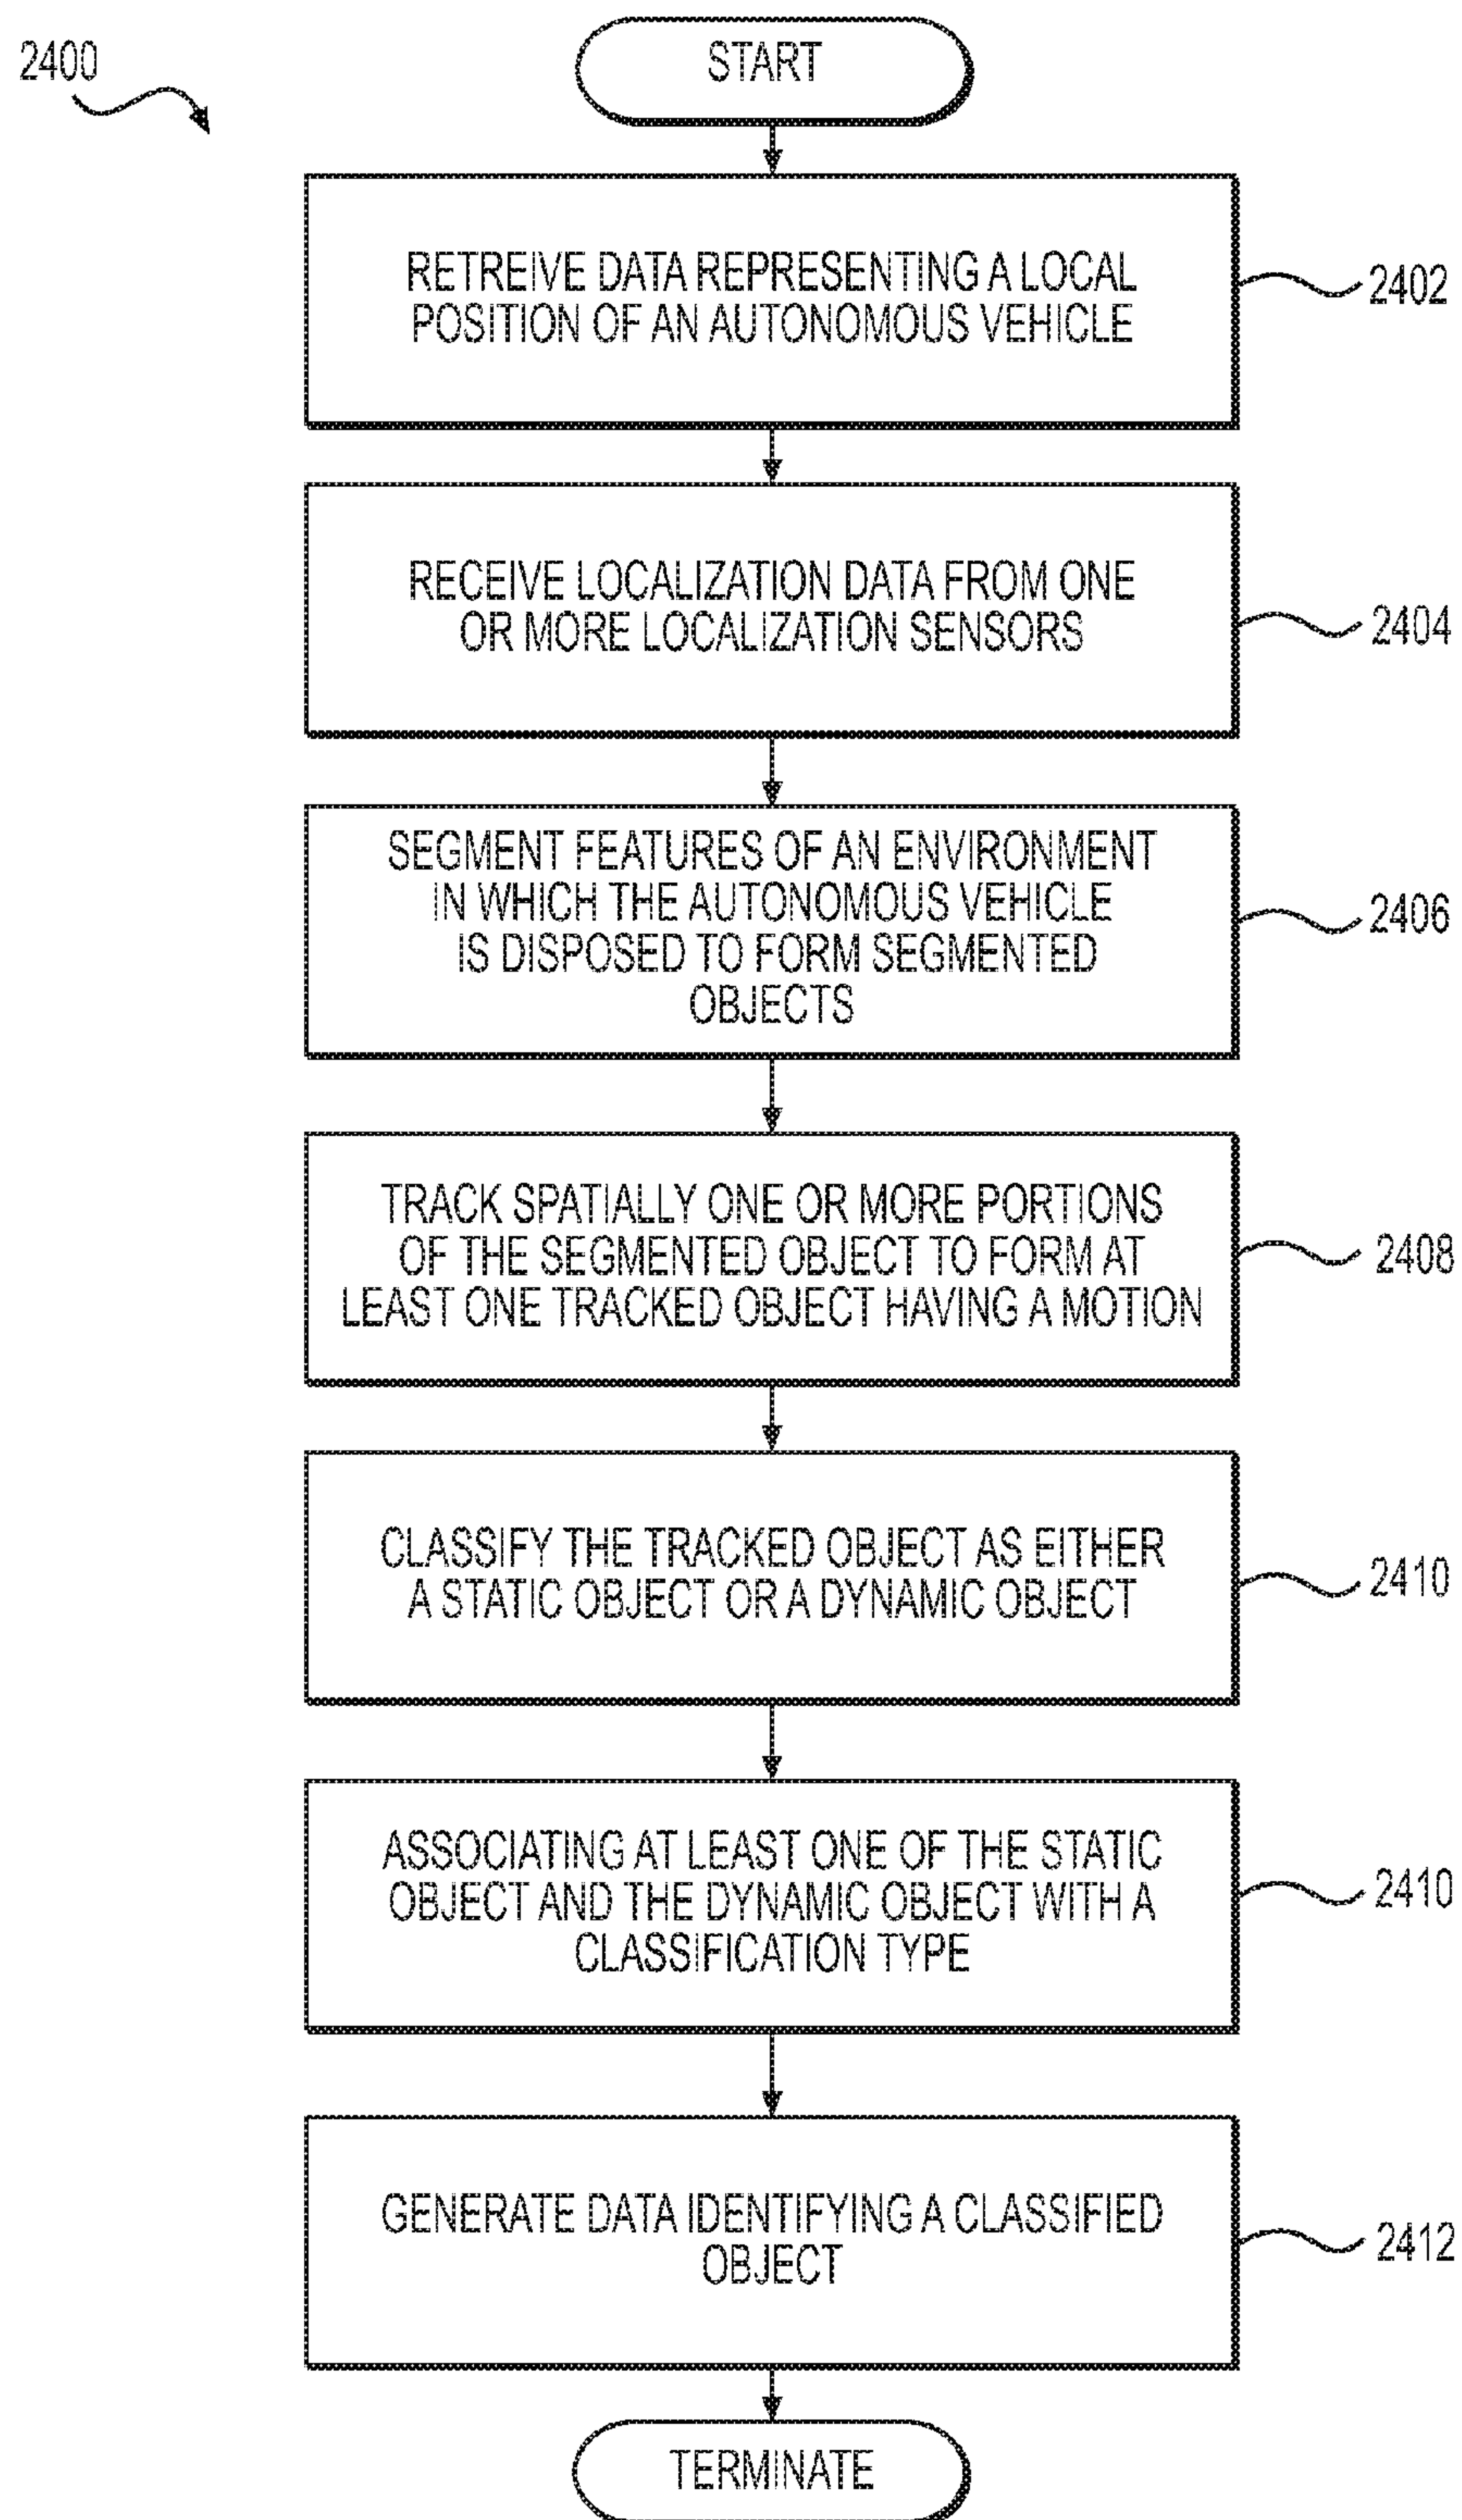 2400
START
RETREIVE DATA REPRESENTING A LOCAL
POSITION OF AN AUTONOMOUS VEHICLE
2402
RECEIVE LOCALIZATION DATA FROM ONE
OR MORE LOCALIZATION SENSORS
2404
SEGMENT FEATURES OF AN ENVIRONMENT
IN WHICH THE AUTONOMOUS VEHICLE
IS DISPOSED TO FORM SEGMENTED
OBJECTS
2406
TRACK SPATIALLY ONE OR MORE PORTIONS
OF THE SEGMENTED OBJECT TO FORM AT
LEAST ONE TRACKED OBJECT HAVING A MOTION
2408
CLASSIFY THE TRACKED OBJECT AS EITHER
A STATIC OBJECT OR A DYNAMIC OBJECT
2410
ASSOCIATING AT LEAST ONE OF THE STATIC
OBJECT AND THE DYNAMIC OBJECT WITH A
CLASSIFICATION TYPE
2410
GENERATE DATA IDENTIFYING A CLASSIFIED
OBJECT
2412
TERMINATE